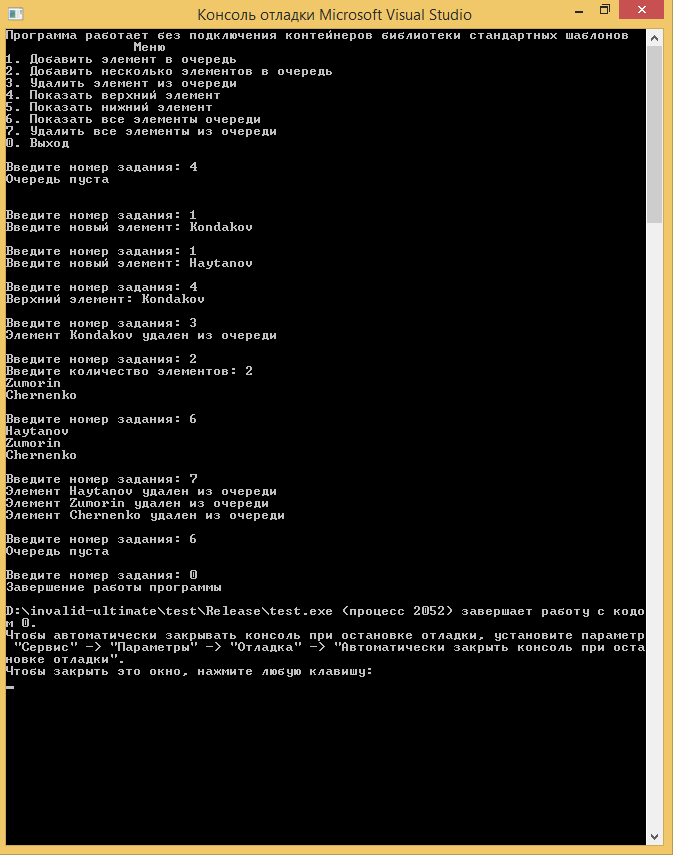 Консоль отладки Microsoft Visual Studio
Программа работает без подключения контейнеров библиотеки стандартных шаблонов
Меню
1. Добавить элемент в очередь
2. Добавить несколько элементов в очередь
3. Удалить элемент из очереди
4. Показать верхний элемент
5. Показать нижний элемент
6. Показать все элементы очереди
7. Удалить все элементы из очереди
0. Выход
Введите номер задания: 4
Очередь пуста
Введите номер задания: 1
Введите новый элемент: Kondakov
Введите номер задания: 1
Введите новый элемент: Haytanov
Введите номер задания: 4
Верхний элемент: Kondakov
Введите номер задания: 3
Элемент Kondakov удален из очереди
Введите номер задания: 2
Введите количество элементов: 2
Zumorin
Chernenko
Введите номер задания: 6
Haytanov
Zumorin
Chernenko
Введите номер задания: 7
Элемент Haytanov удален из очереди
Элемент Zumorin удален из очереди
Элемент Chernenko удален из очереди
Введите номер задания: 6
Очередь пуста
Введите номер задания: 0
Завершение работы программы
D:\invalid-ultimate\test\Release\test.exe (процесс 2052) завершает работу с кодо
м 0.
Чтобы автоматически закрывать консоль при остановке отладки, установите параметр
"Сервис" -> "Параметры" -> "Отладка" -> "Автоматически закрыть консоль при оста
новке отладки".
Чтобы закрыть это окно, нажмите любую клавишу: